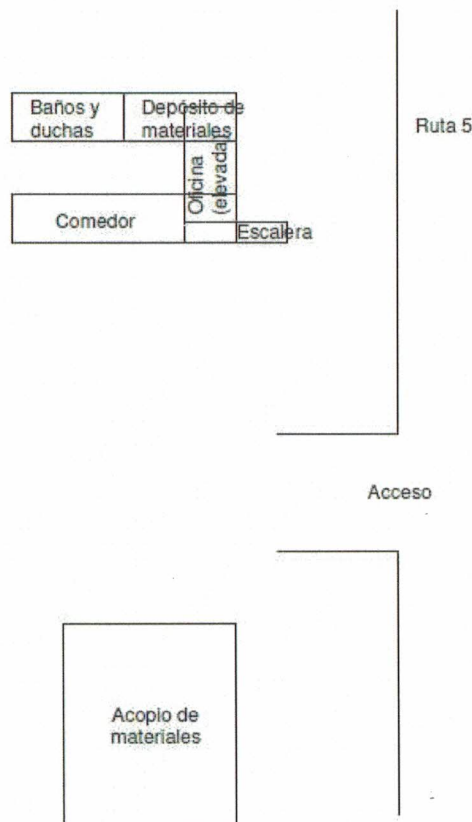 Baños y
duchas
Depósito de
materiales
Ruta 5
Oficina
(elevada)
Comedor
Escalera
Acceso
Acopio de
materiales